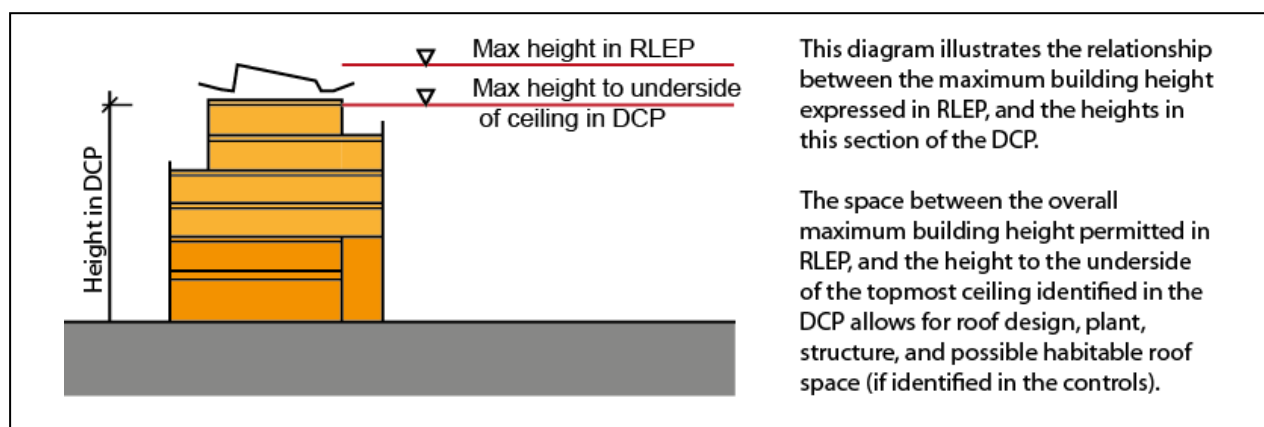 Max height in RLEP
Max height to underside
of ceiling in DCP
Height in DCP
This diagram illustrates the relationship
between the maximum building height
expressed in RLEP, and the heights in
this section of the DCP.
The space between the overall
maximum building height permitted in
RLEP, and the height to the underside
of the topmost ceiling identified in the
DCP allows for roof design, plant,
structure, and possible habitable roof
space (if identified in the controls).